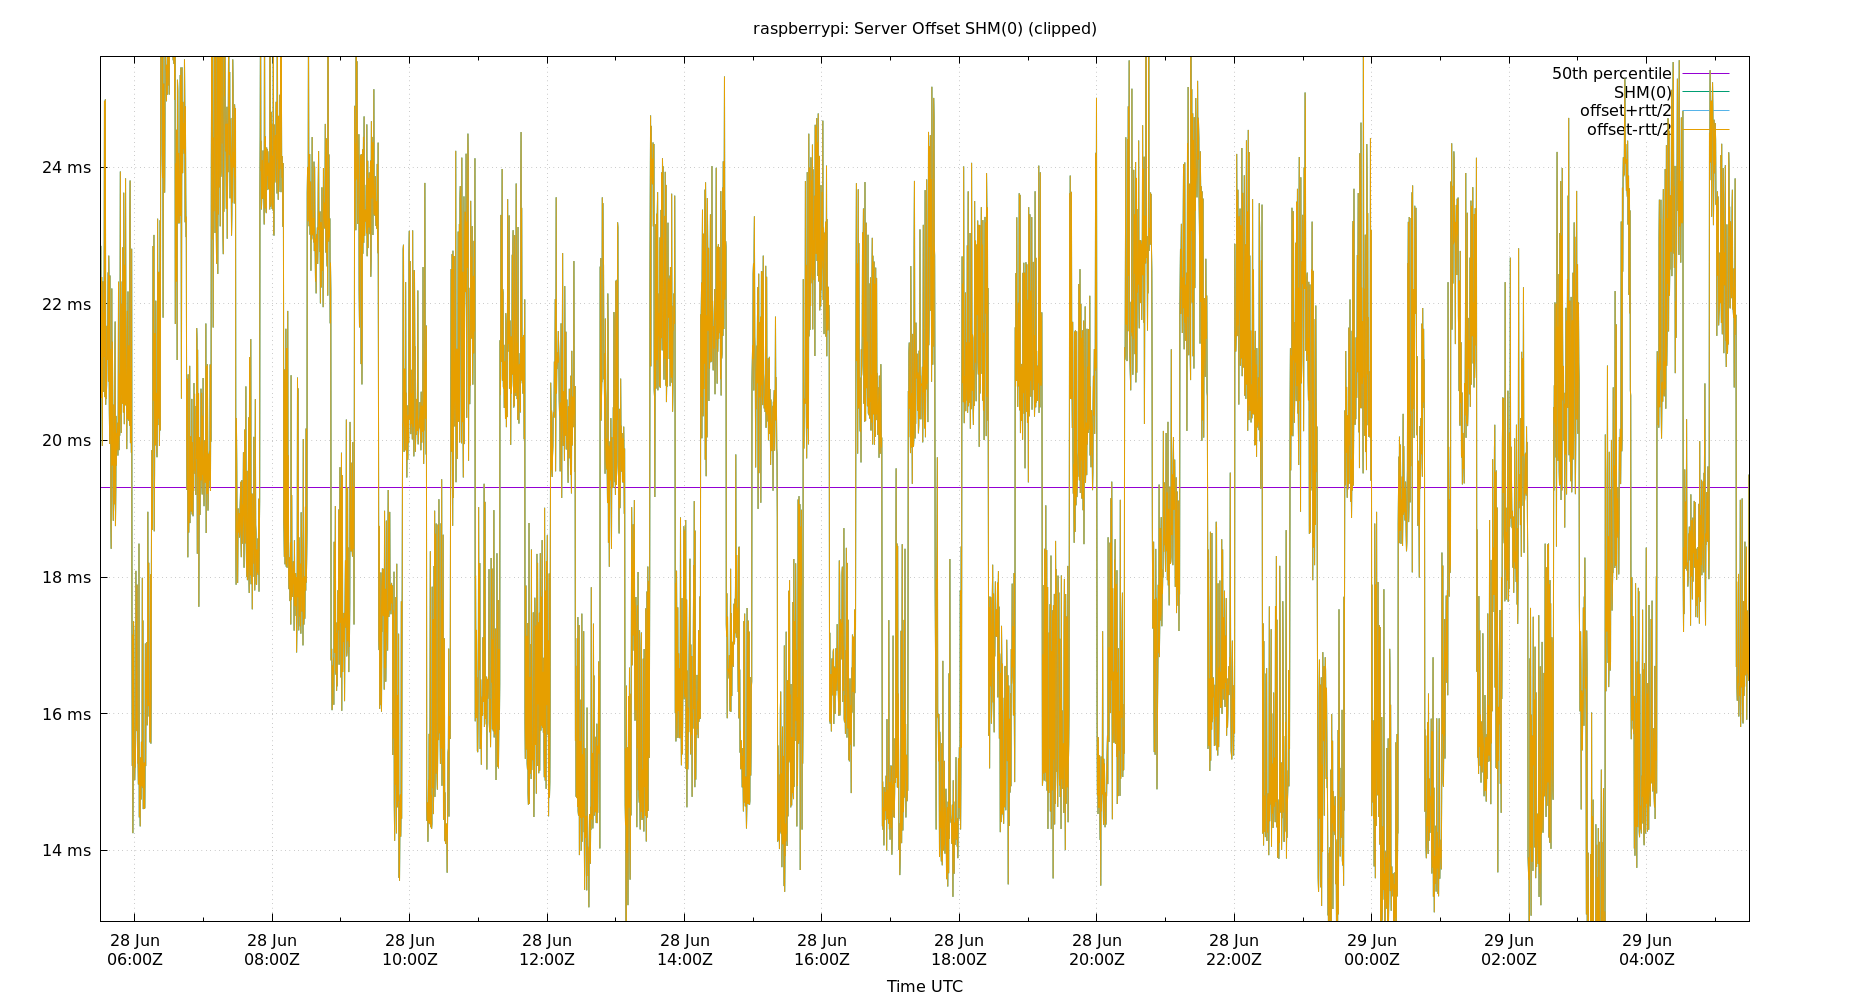 raspberrypi: Server Offset SHM(0) (clipped)
50th percentile
SHM(0)
offset+rtt/2
offset-rtt/2
24 ms
22 ms
20 ms
18 ms
16 ms
14 ms
28 Jun 28 Jun 28 Jun 28 Jun 28 Jun 28 Jun 28 Jun 28 Jun 28 Jun 29 Jun 29 Jun 29 Jun
06:00Z 08:00Z 10:00Z 12:00Z 14:00Z 16:00Z 18:00Z 20:00Z 22:00Z 00:00Z 02:00Z 04:00Z
Time UTC